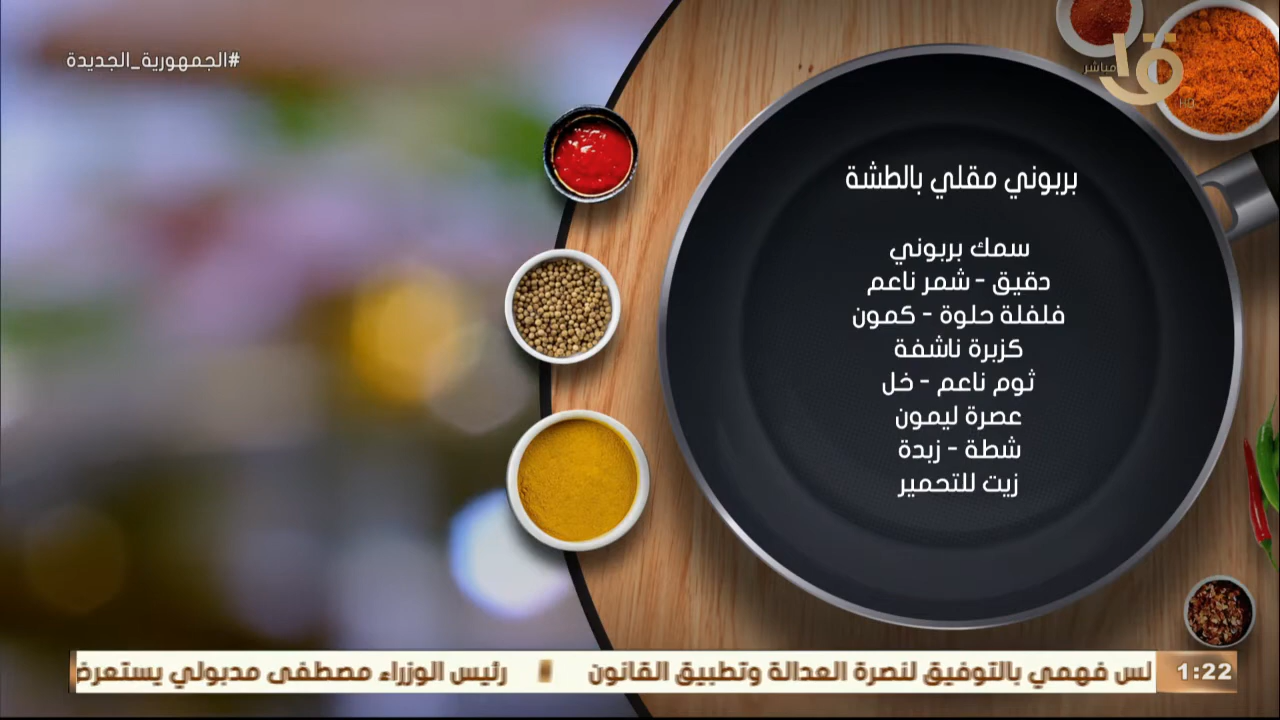 #الجمهورية_الجديدة
مباشر
HD
بربوني مقلي بالطشة
سمك بربوني
دقيق - شمر ناعم
فلفلة حلوة - كمون
كزبرة ناشفة
ثوم ناعم - خل
عصرة ليمون
شطة - زبدة
زيت للتحمير
1:22
لس فهمي بالتوفيق لنصرة العدالة وتطبيق القانون
رئيس الوزراء مصطفى مدبولي يستعرض